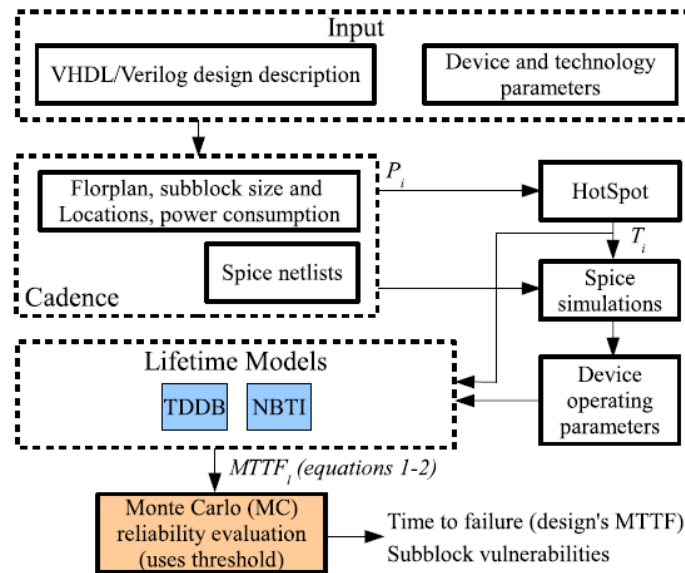 Input
VHDL/Verilog design description
Device and technology
parameters
Florplan, subblock size and
Locations, power consumption
P_i
HotSpot
T_i
Spice netlists
Cadence
Spice
simulations
Lifetime Models
TDDB
NBTI
Device
operating
parameters
MTTF_i (equations 1-2)
Monte Carlo (MC)
reliability evaluation
(uses threshold)
Time to failure (design's MTTF)
Subblock vulnerabilities